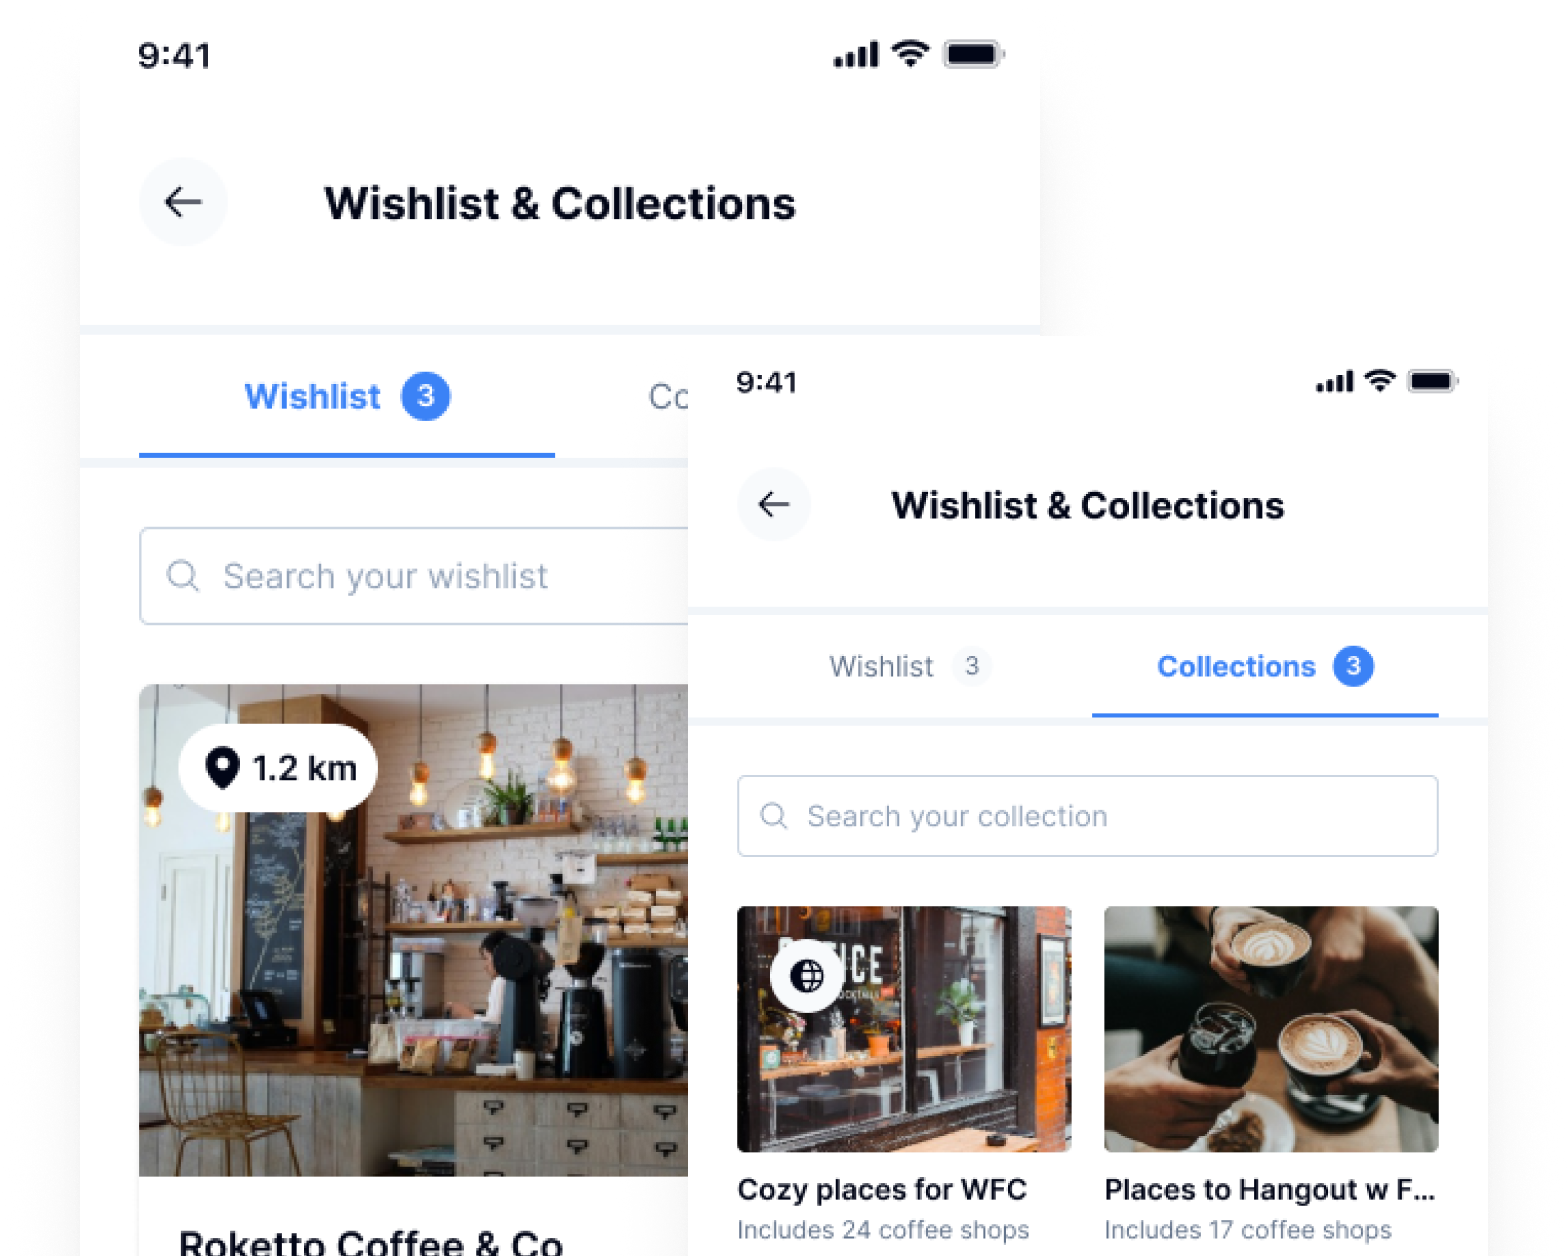 9:41
Wishlist & Collections
Wishlist 3
Co
Search your wishlist
1.2 km
Roketto Coffee & Co
9:41
Wishlist & Collections
Wishlist 3 Collections 3
Search your collection
Cozy places for WFC
Includes 24 coffee shops
Places to Hangout w F...
Includes 17 coffee shops